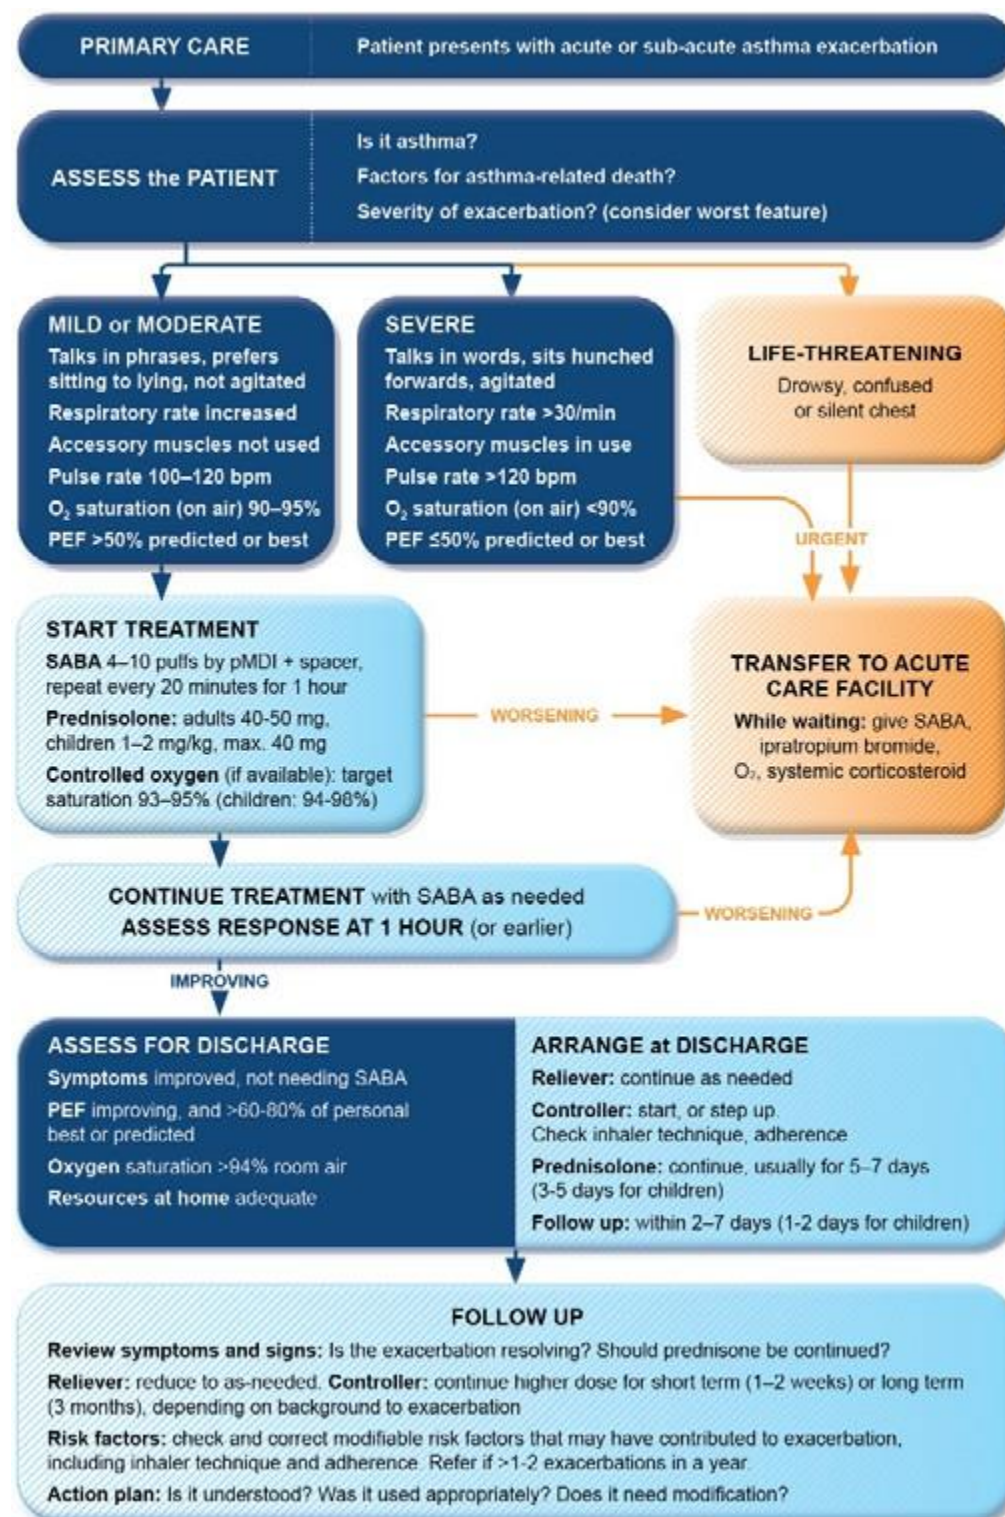 PRIMARY CARE
Patient presents with acute or sub-acute asthma exacerbation
ASSESS the PATIENT
Is it asthma?
Factors for asthma-related death?
Severity of exacerbation? (consider worst feature)
MILD or MODERATE
Talks in phrases, prefers
sitting to lying, not agitated
Respiratory rate increased
Accessory muscles not used
Pulse rate 100–120 bpm
O₂ saturation (on air) 90–95%
PEF >50% predicted or best
SEVERE
Talks in words, sits hunched
forwards, agitated
Respiratory rate >30/min
Accessory muscles in use
Pulse rate >120 bpm
O₂ saturation (on air) <90%
PEF ≤50% predicted or best
LIFE-THREATENING
Drowsy, confused
or silent chest
URGENT
START TREATMENT
SABA 4–10 puffs by pMDI + spacer,
repeat every 20 minutes for 1 hour
Prednisolone: adults 40-50 mg,
children 1–2 mg/kg, max. 40 mg
Controlled oxygen (if available): target
saturation 93–95% (children: 94-98%)
WORSENING
TRANSFER TO ACUTE
CARE FACILITY
While waiting: give SABA,
ipratropium bromide,
O₂, systemic corticosteroid
CONTINUE TREATMENT with SABA as needed
ASSESS RESPONSE AT 1 HOUR (or earlier)
WORSENING
IMPROVING
ASSESS FOR DISCHARGE
Symptoms improved, not needing SABA
PEF improving, and >60-80% of personal
best or predicted
Oxygen saturation >94% room air
Resources at home adequate
ARRANGE at DISCHARGE
Reliever: continue as needed
Controller: start, or step up.
Check inhaler technique, adherence
Prednisolone: continue, usually for 5–7 days
(3-5 days for children)
Follow up: within 2–7 days (1-2 days for children)
FOLLOW UP
Review symptoms and signs: Is the exacerbation resolving? Should prednisone be continued?
Reliever: reduce to as-needed. Controller: continue higher dose for short term (1–2 weeks) or long term
(3 months), depending on background to exacerbation
Risk factors: check and correct modifiable risk factors that may have contributed to exacerbation,
including inhaler technique and adherence. Refer if >1-2 exacerbations in a year.
Action plan: Is it understood? Was it used appropriately? Does it need modification?